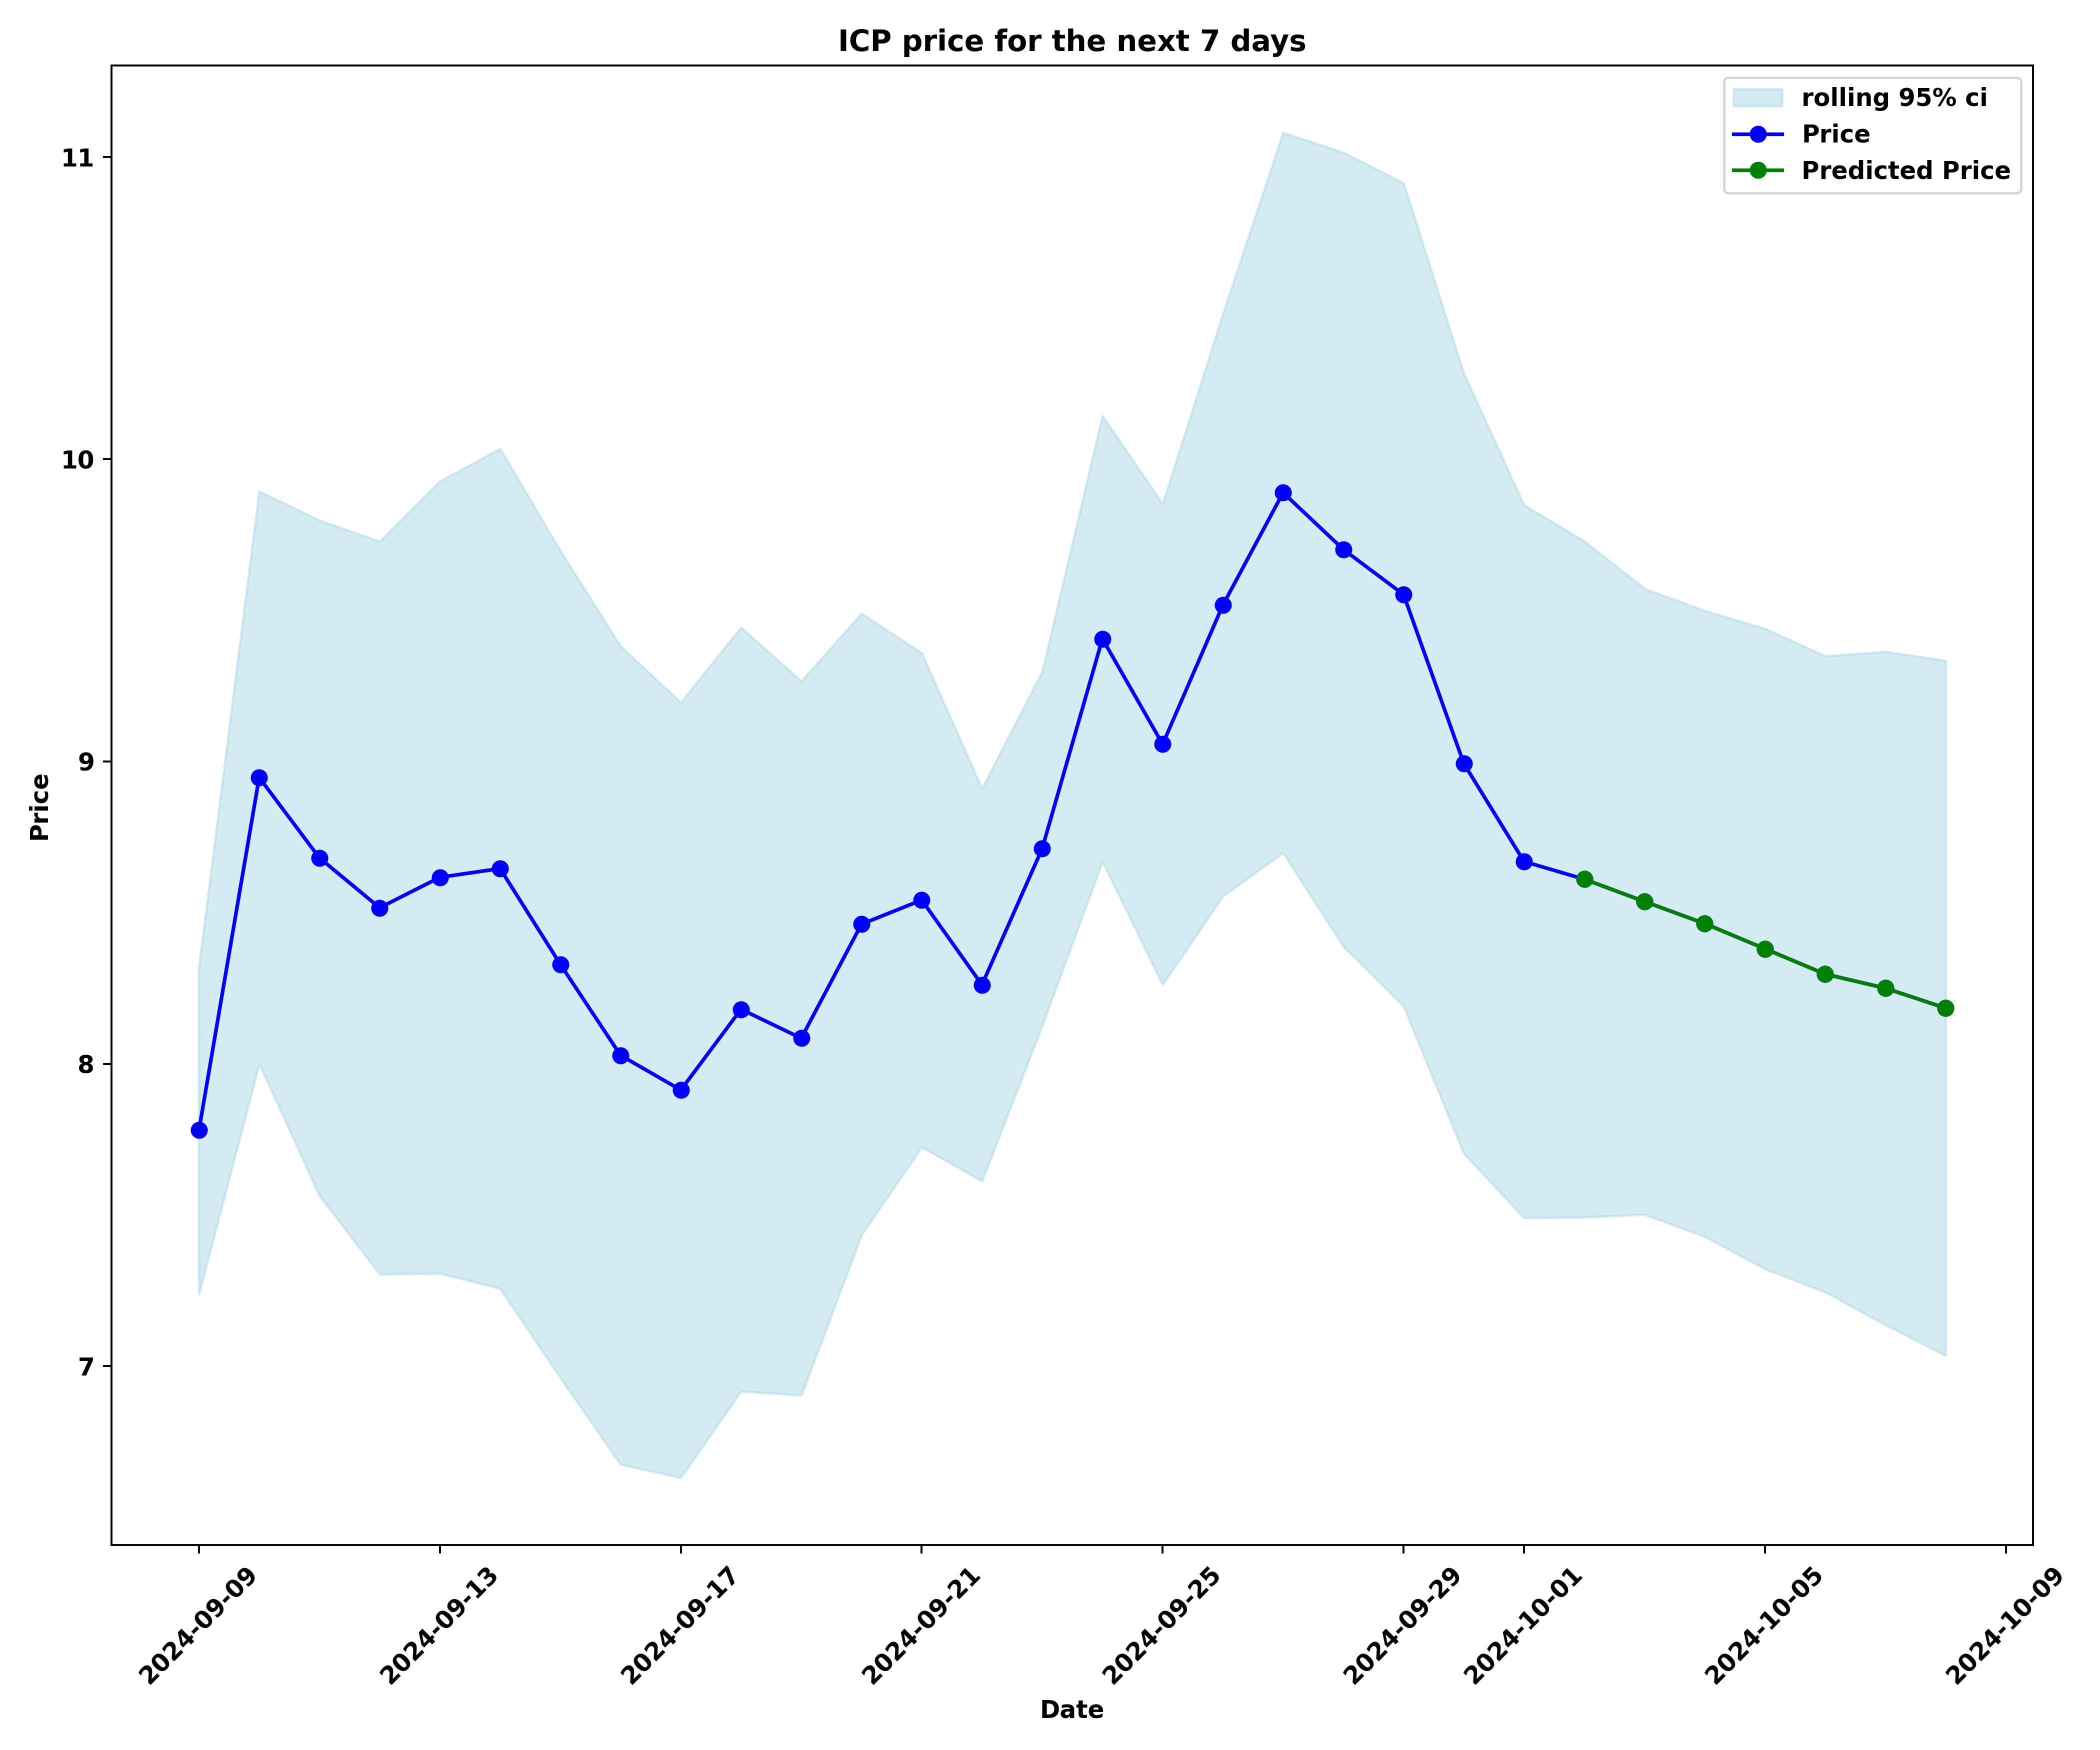 ICP price for the next 7 days
rolling 95% ci
Price
Predicted Price
11
10
9
8
7
Price
2024-09-09
2024-09-13
2024-09-17
2024-09-21
2024-09-25
2024-09-29
2024-10-01
2024-10-05
2024-10-09
Date